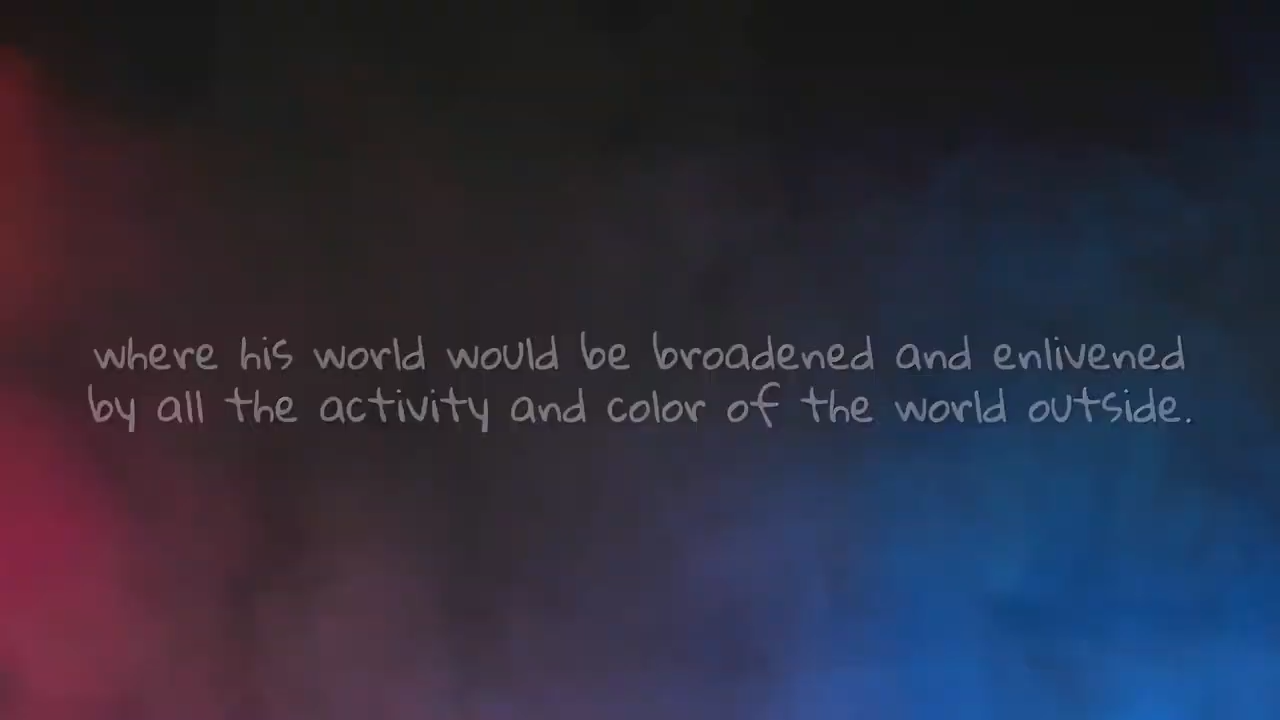 where his world would be broadened and enlivened
by all the activity and color of the world outside.